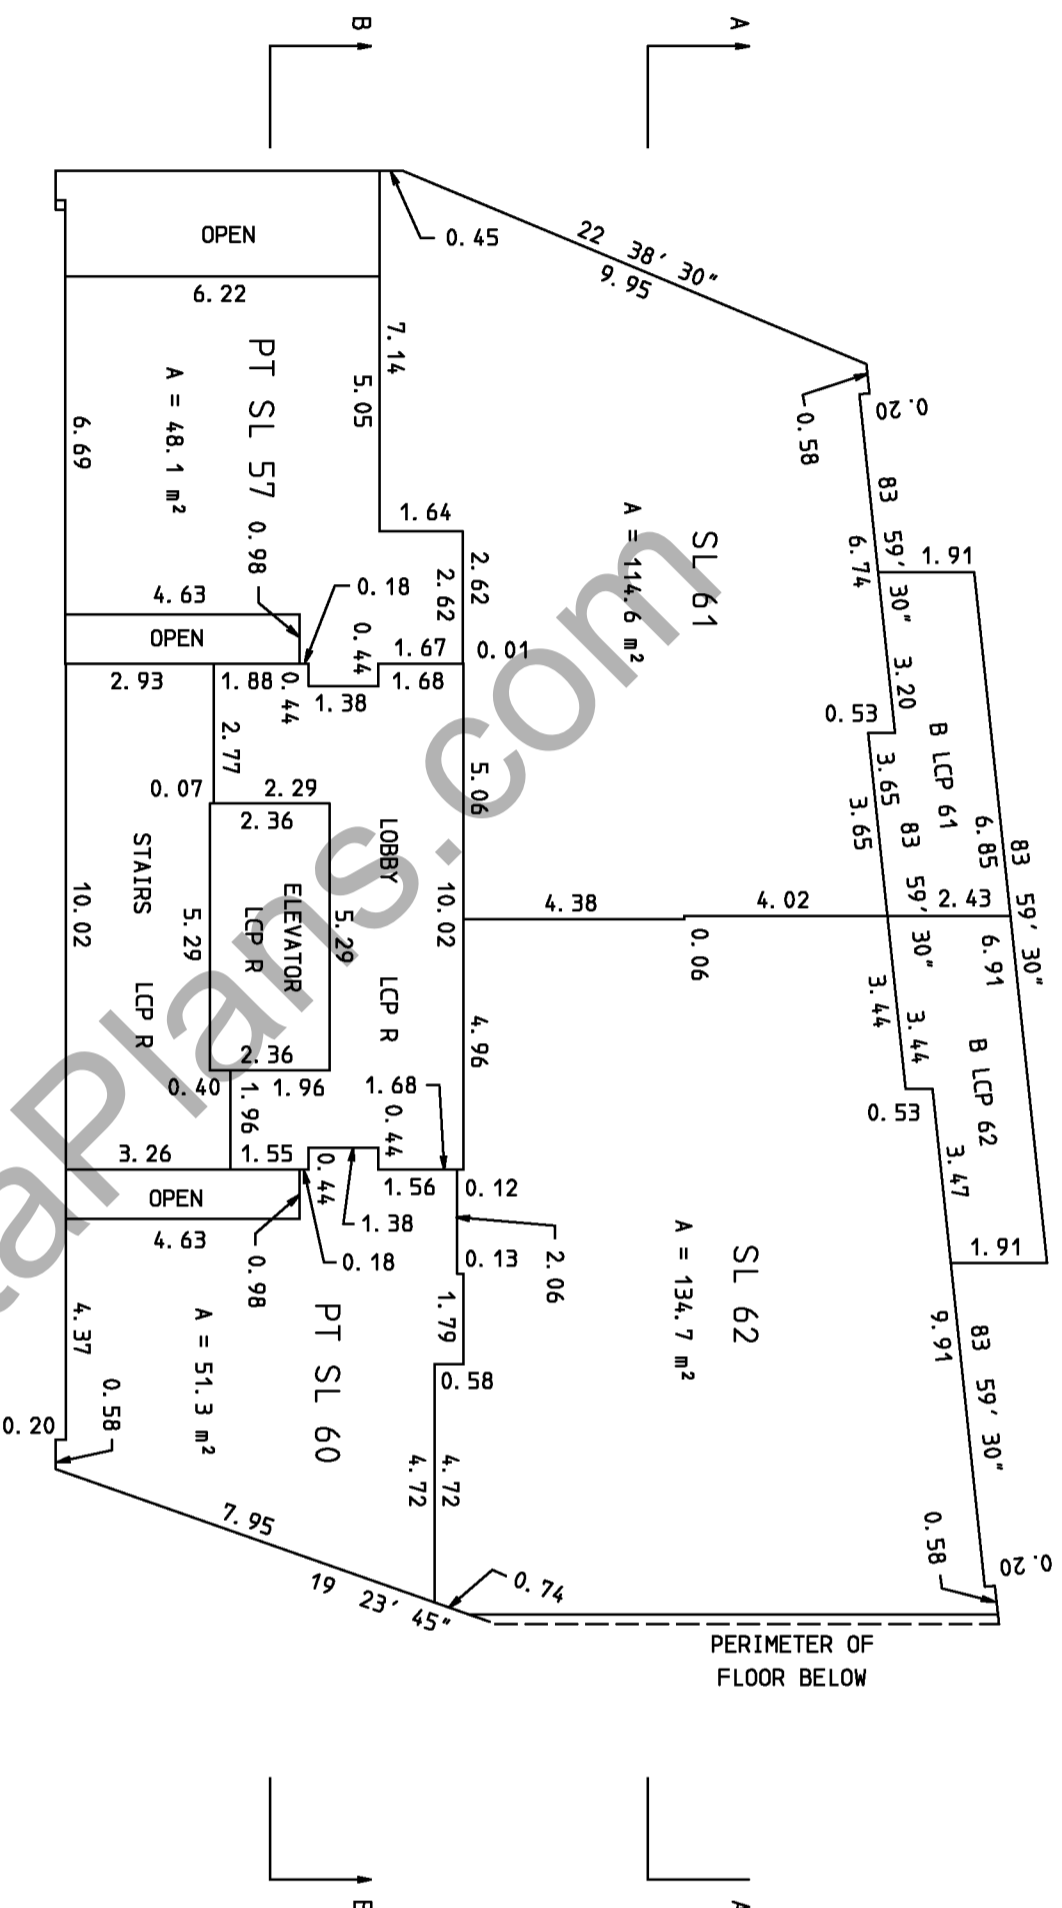 B
A
OPEN
6.22
0.45
22 38' 30"
9.95
7.14
5.05
PT SL 57
A = 48.1 m²
6.69
0.98
4.63
OPEN
0.18
0.44
1.64
2.62
2.62
1.67
0.01
SL 61
A = 114.6 m²
0.58
0.20
83 59' 30"
6.74
3.20
1.91
0.53
3.65
3.65
83 59' 30"
B LCP 61
6.85
83 59' 30"
2.43
6.91
2.93
1.88
0.44
1.38
1.68
2.77
0.07
2.29
2.36
5.06
LOBBY
LCP R
10.02
ELEVATOR
LCP R
5.29
5.29
STAIRS
LCP R
10.02
4.38
4.02
0.06
3.44
3.44
B LCP 62
0.53
3.47
1.91
4.96
2.36
0.40
1.96
1.96
1.68
0.44
3.26
1.55
0.44
1.56
0.12
OPEN
1.38
4.63
0.98
0.18
0.13
2.06
1.79
0.58
SL 62
A = 134.7 m²
9.91
83 59' 30"
PT SL 60
A = 51.3 m²
4.37
0.58
0.20
4.72
4.72
7.95
19 23' 45"
0.74
0.58
0.20
PERIMETER OF
FLOOR BELOW